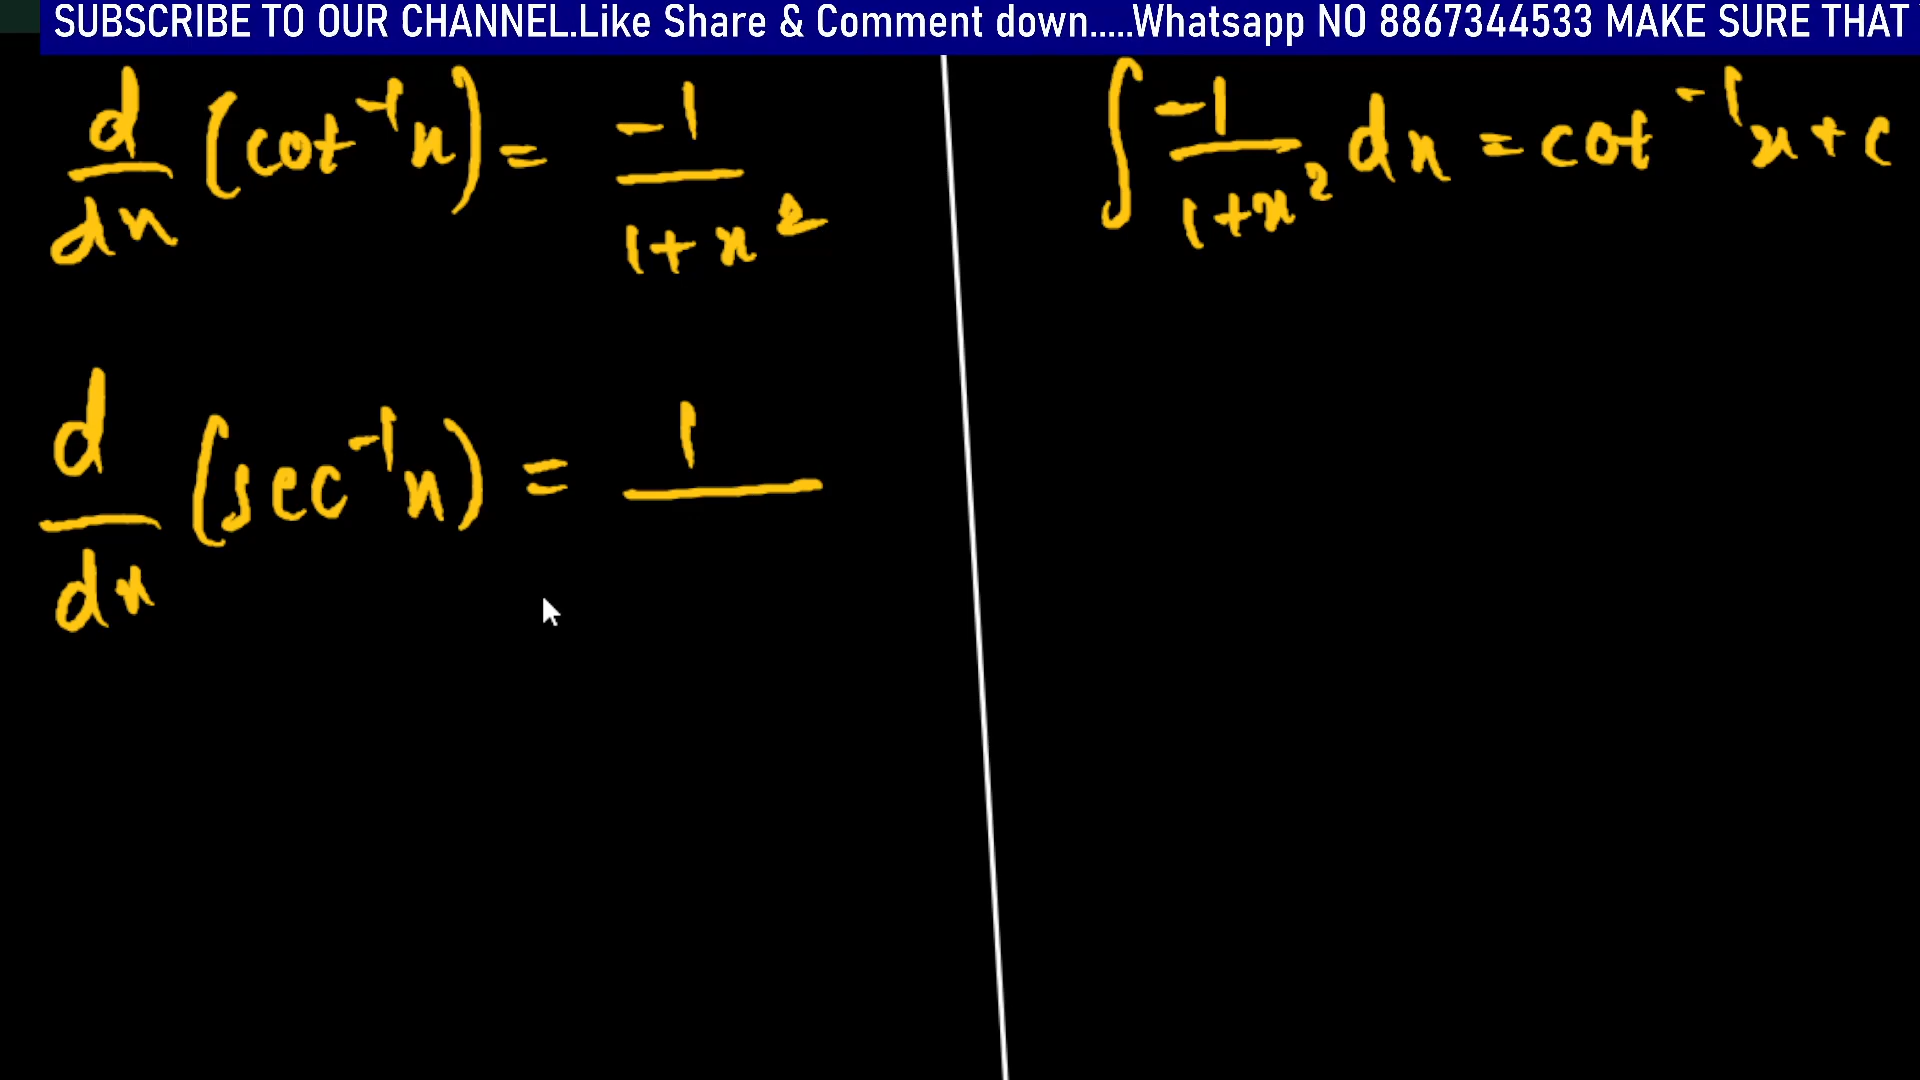 SUBSCRIBE TO OUR CHANNEL.Like Share & Comment down.....Whatsapp NO 8867344533 MAKE SURE THAT
d/dx (cot⁻¹x) = -1/(1+x²)
∫ -1/(1+x²) dx = cot⁻¹x + c
d/dx (sec⁻¹x) = 1/